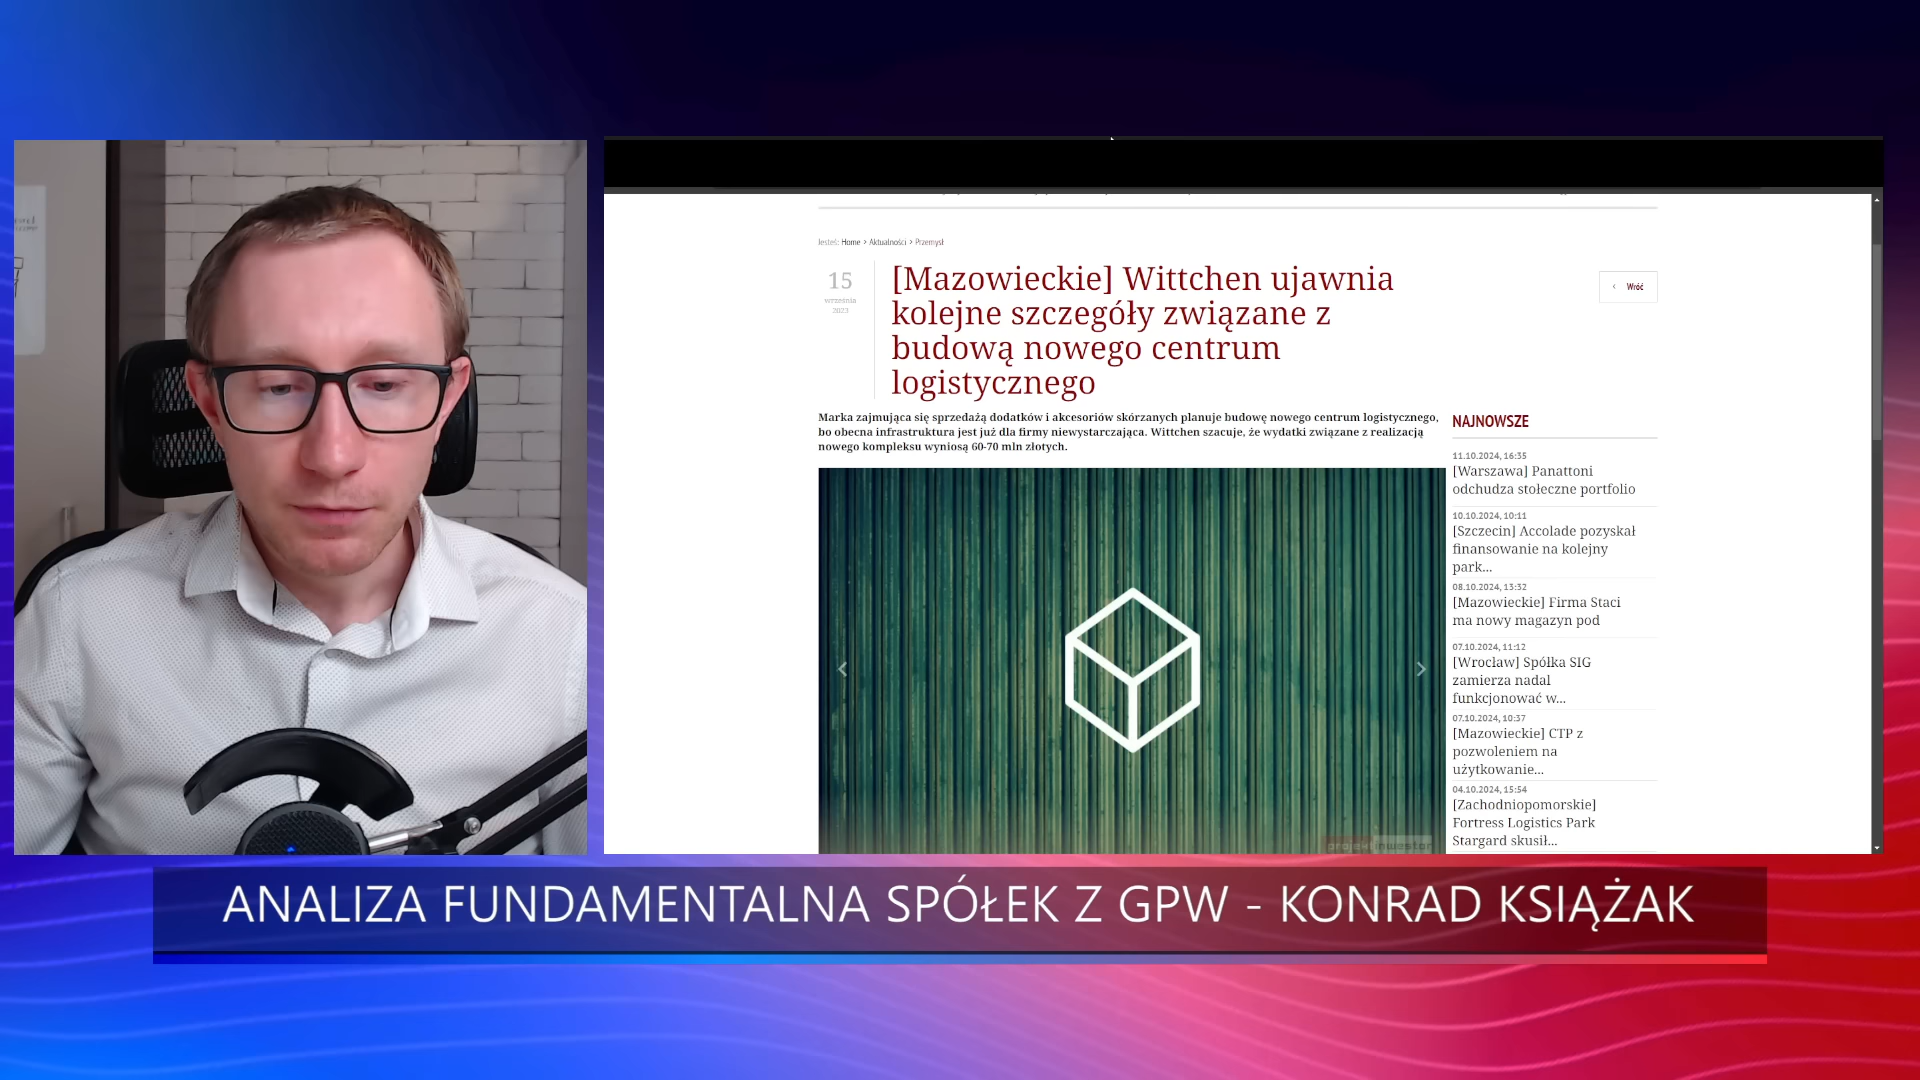 Jesteś: Home > Aktualności > Przemysł
15
września
2023
[Mazowieckie] Wittchen ujawnia
kolejne szczegóły związane z
budową nowego centrum
logistycznego
Wróć
Marka zajmująca się sprzedażą dodatków i akcesoriów skórzanych planuje budowę nowego centrum logistycznego,
bo obecna infrastruktura jest już dla firmy niewystarczająca. Wittchen szacuje, że wydatki związane z realizacją
nowego kompleksu wyniosą 60-70 mln złotych.
NAJNOWSZE
11.10.2024, 16:35
[Warszawa] Panattoni
odchudza stołeczne portfolio
10.10.2024, 10:11
[Szczecin] Accolade pozyskał
finansowanie na kolejny
park...
08.10.2024, 13:32
[Mazowieckie] Firma Staci
ma nowy magazyn pod
07.10.2024, 11:12
[Wrocław] Spółka SIG
zamierza nadal
funkcjonować w...
07.10.2024, 10:37
[Mazowieckie] CTP z
pozwoleniem na
użytkowanie...
04.10.2024, 15:54
[Zachodniopomorskie]
Fortress Logistics Park
Stargard skusił...
projektinwestor
ANALIZA FUNDAMENTALNA SPÓŁEK Z GPW - KONRAD KSIĄŻAK